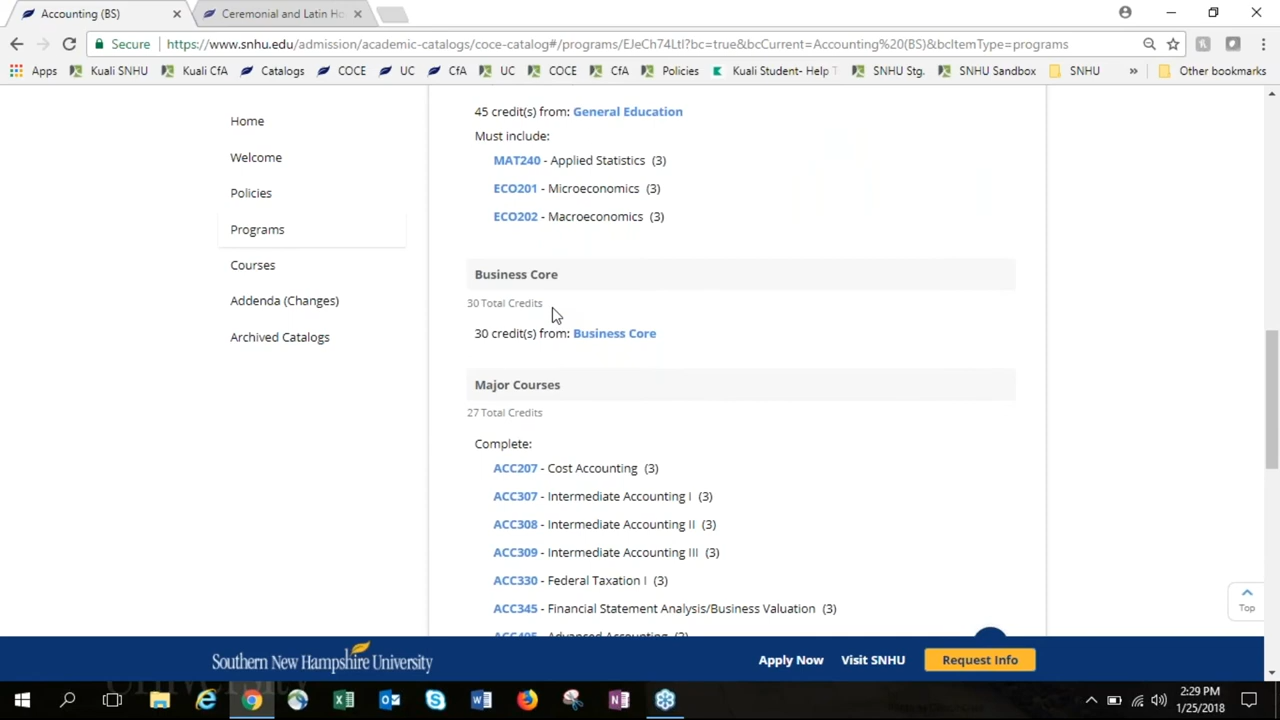 Accounting (BS)
Ceremonial and Latin Ho
Secure
https://www.snhu.edu/admission/academic-catalogs/coce-catalog#/programs/EJeCh74LtI?bc=true&bcCurrent=Accounting%20(BS)&bcItemType=programs
Apps Kuali SNHU Kuali CfA Catalogs COCE UC CfA UC COCE CfA Policies Kuali Student- Help T SNHU Stg. SNHU Sandbox SNHU » Other bookmarks
Home
Welcome
Policies
Programs
Courses
Addenda (Changes)
Archived Catalogs
45 credit(s) from: General Education
Must include:
MAT240 - Applied Statistics (3)
ECO201 - Microeconomics (3)
ECO202 - Macroeconomics (3)
Business Core
30 Total Credits
30 credit(s) from: Business Core
Major Courses
27 Total Credits
Complete:
ACC207 - Cost Accounting (3)
ACC307 - Intermediate Accounting I (3)
ACC308 - Intermediate Accounting II (3)
ACC309 - Intermediate Accounting III (3)
ACC330 - Federal Taxation I (3)
ACC345 - Financial Statement Analysis/Business Valuation (3)
ACC405 - Advanced Accounting (3)
Top
Southern New Hampshire University
Apply Now
Visit SNHU
Request Info
University
2:29 PM
1/25/2018